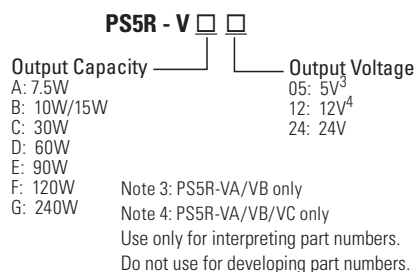 PS5R - V □ □
Output Capacity
A: 7.5W
B: 10W/15W
C: 30W
D: 60W
E: 90W
F: 120W
G: 240W
Output Voltage
05: 5V3
12: 12V4
24: 24V
Note 3: PS5R-VA/VB only
Note 4: PS5R-VA/VB/VC only
Use only for interpreting part numbers.
Do not use for developing part numbers.